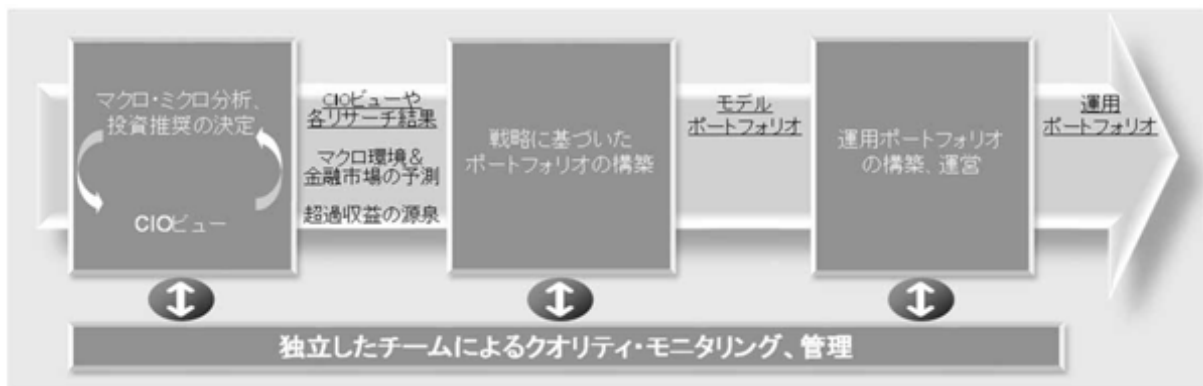 マクロ・ミクロ分析、
投資推奨の決定
CIOビュー
CIOビューや
各リサーチ結果
マクロ環境＆
金融市場の予測
超過収益の源泉
戦略に基づいた
ポートフォリオの構築
モデル
ポートフォリオ
運用ポートフォリオ
の構築、運営
運用
ポートフォリオ
独立したチームによるクオリティ・モニタリング、管理